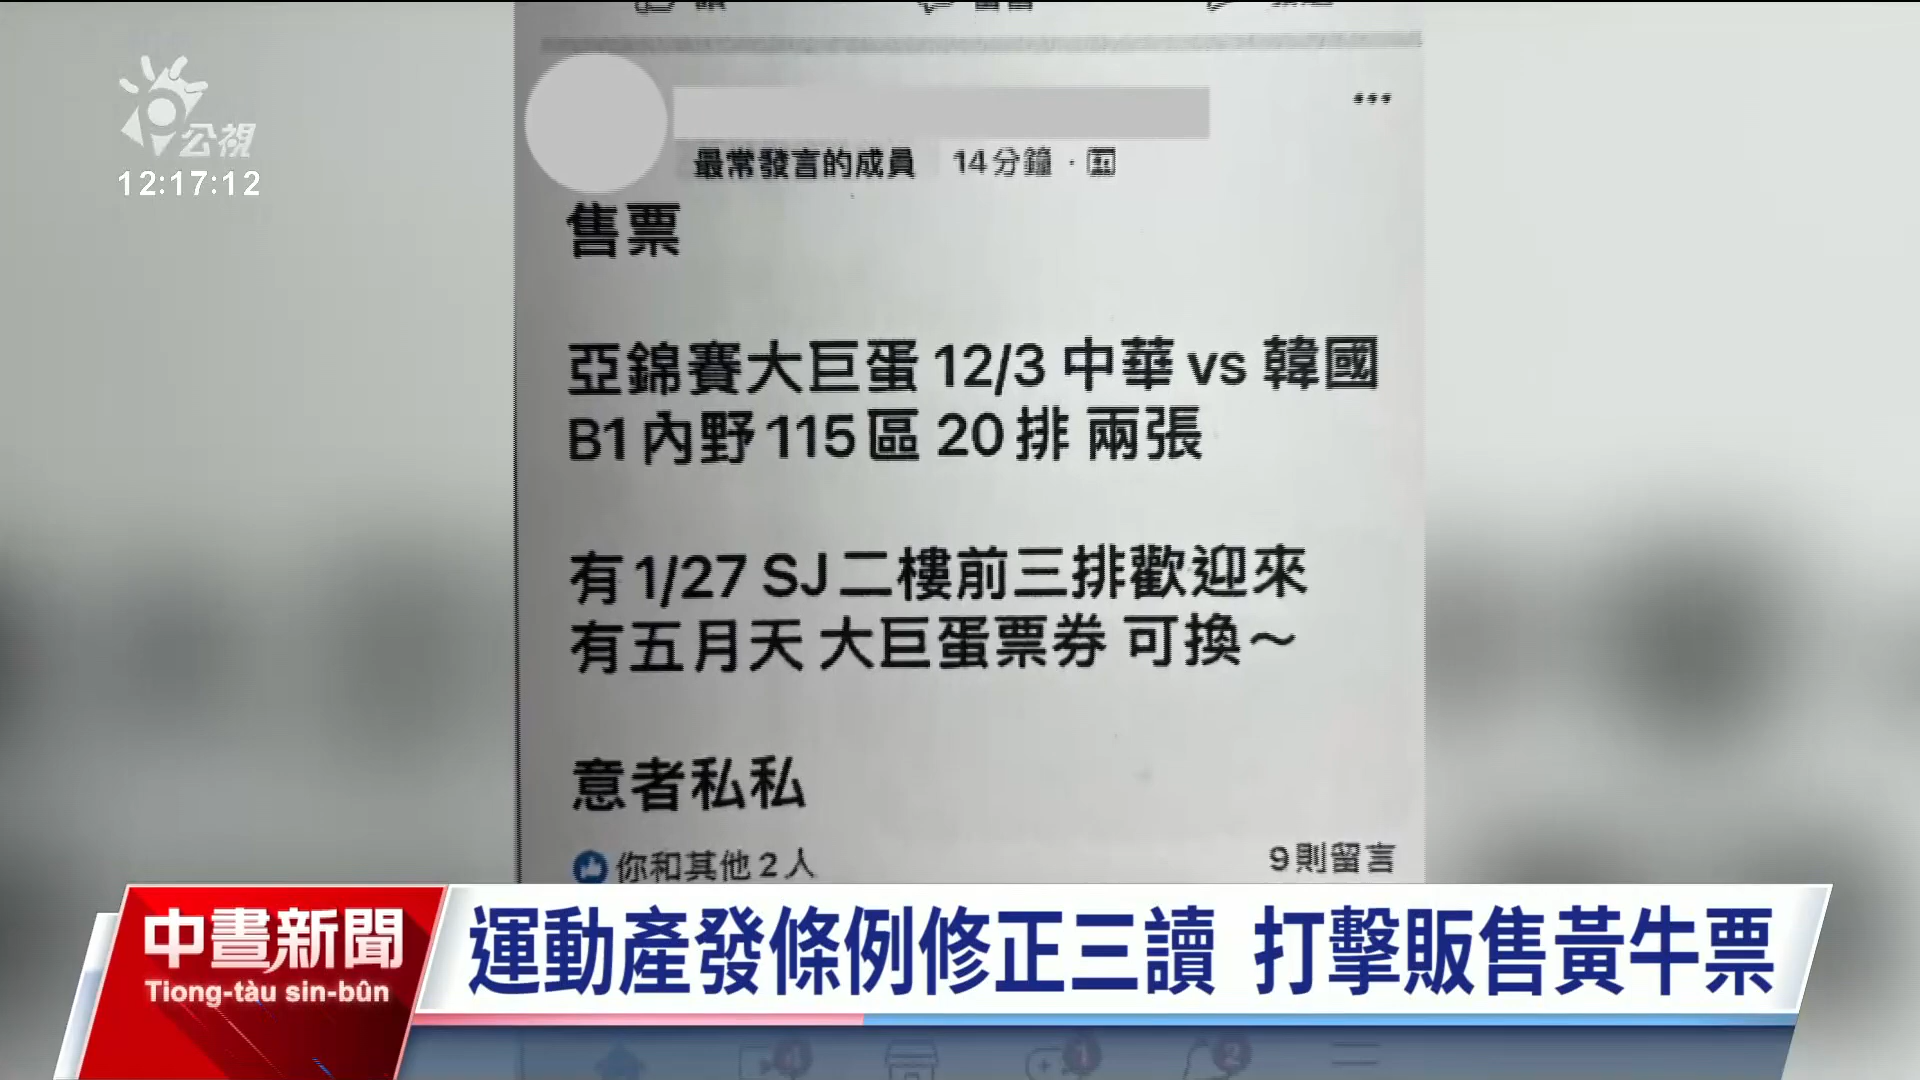 公視
12:17:12
最常發言的成員 14分鐘 ·
售票
亞錦賽大巨蛋 12/3 中華 vs 韓國
B1 內野 115 區 20 排 兩張
有 1/27 SJ 二樓前三排歡迎來
有五月天 大巨蛋票券 可換～
意者私私
你和其他 2 人
9 則留言
中晝新聞
Tiong-tàu sin-bûn
運動產發條例修正三讀 打擊販售黃牛票
4
1
2